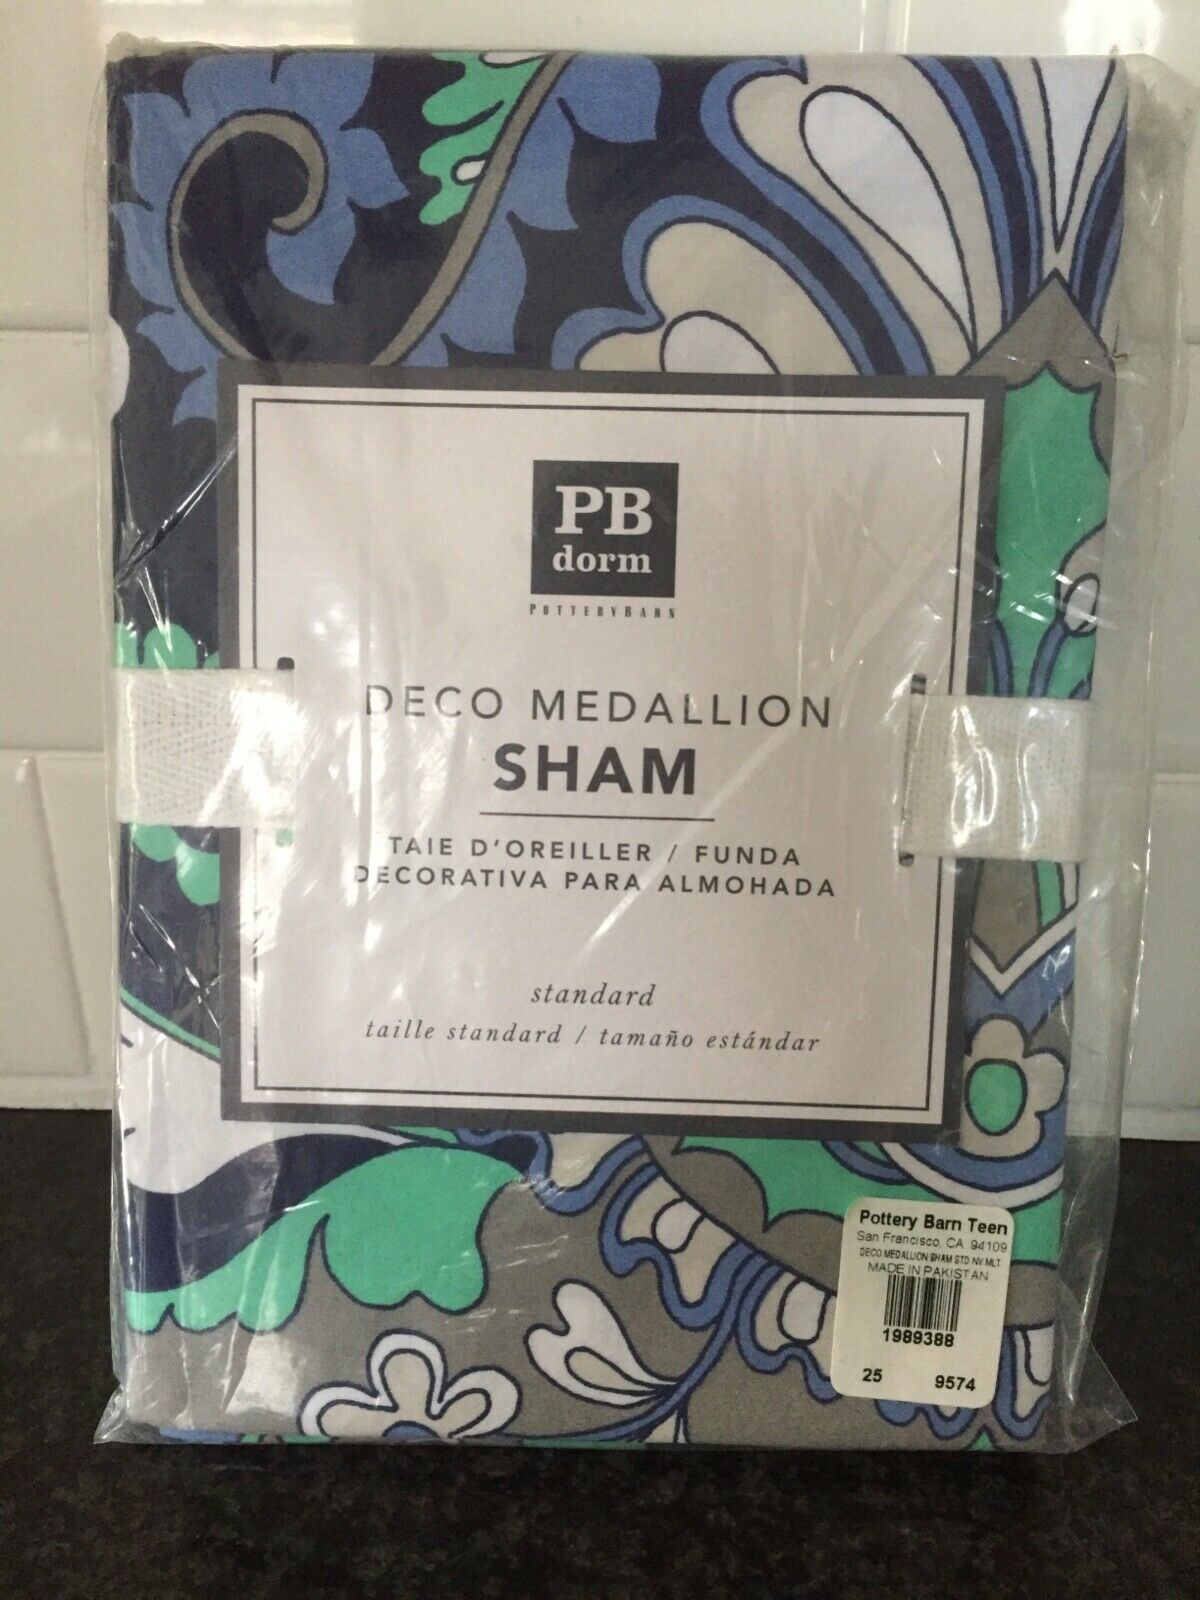 PB
dorm
POTTERYBARN
DECO MEDALLION
SHAM
TAIE D'OREILLER / FUNDA
DECORATIVA PARA ALMOHADA
standard
taille standard / tamaño estándar
Pottery Barn Teen
San Francisco, CA 94109
DECO MEDALLION SHAM STD NV MLT
MADE IN PAKISTAN
1989388
25 9574